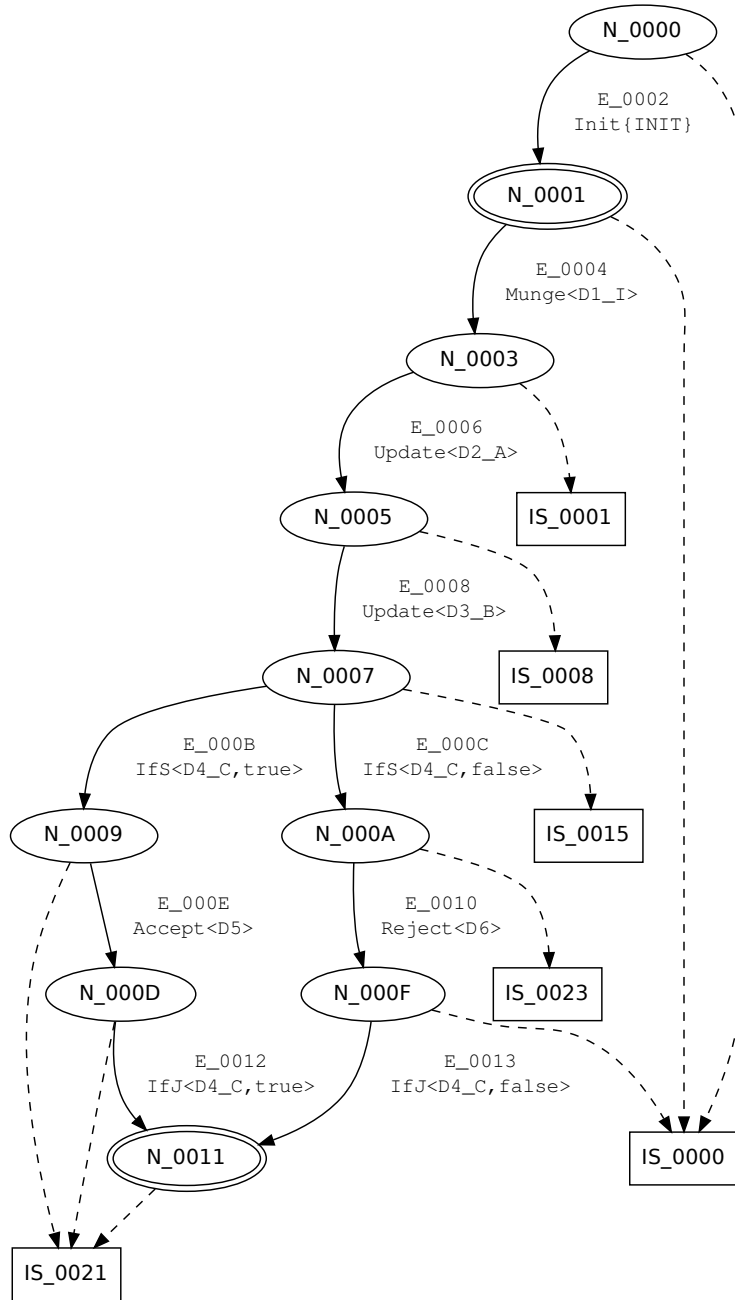 N_0000
E_0002
Init{INIT}
N_0001
E_0004
Munge<D1_I>
N_0003
E_0006
Update<D2_A>
N_0005
IS_0001
E_0008
Update<D3_B>
N_0007
IS_0008
E_000B
IfS<D4_C,true>
E_000C
IfS<D4_C,false>
N_0009
N_000A
IS_0015
E_000E
Accept<D5>
E_0010
Reject<D6>
N_000D
N_000F
IS_0023
E_0012
IfJ<D4_C,true>
E_0013
IfJ<D4_C,false>
N_0011
IS_0000
IS_0021